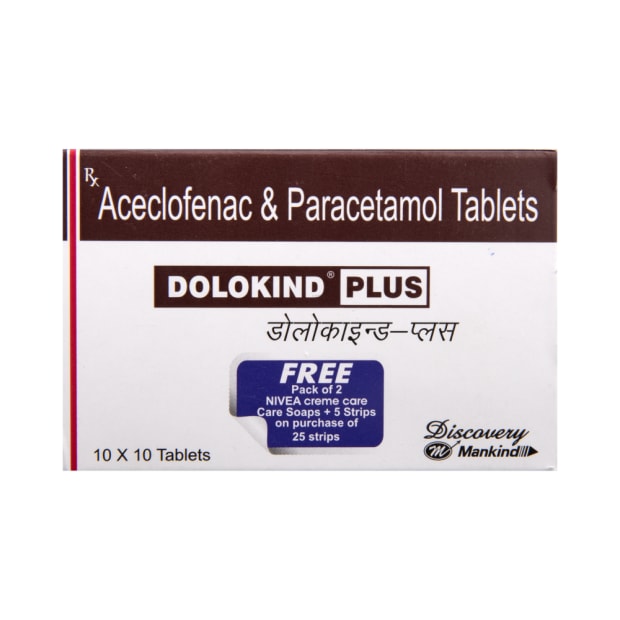 Rx
Aceclofenac & Paracetamol Tablets
DOLOKIND® PLUS
डोलोकाइन्ड–प्लस
FREE
Pack of 2
NIVEA creme care
Care Soaps + 5 Strips
on purchase of
25 strips
10 X 10 Tablets
Discovery
M Mankind